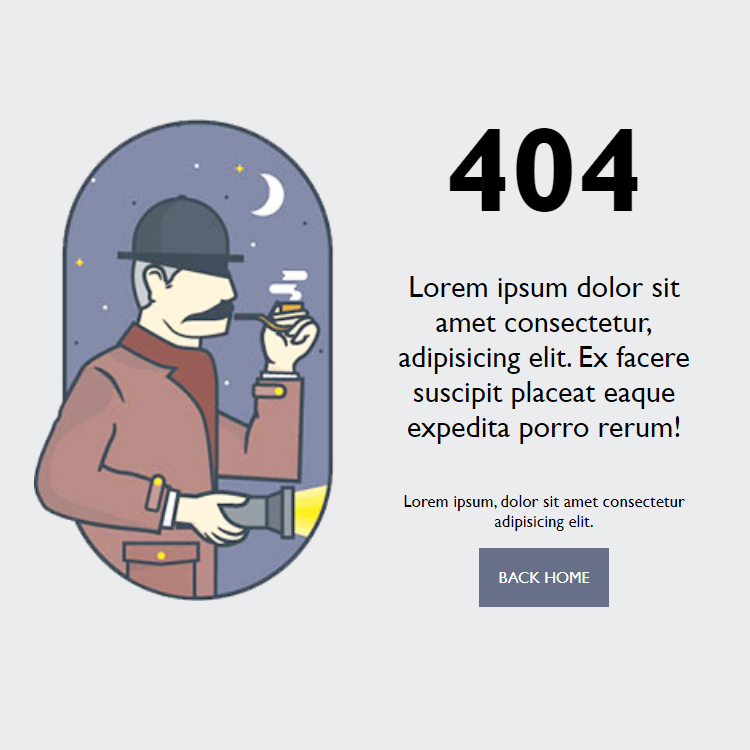 404
Lorem ipsum dolor sit
amet consectetur,
adipisicing elit. Ex facere
suscipit placeat eaque
expedita porro rerum!
Lorem ipsum, dolor sit amet consectetur
adipisicing elit.
BACK HOME